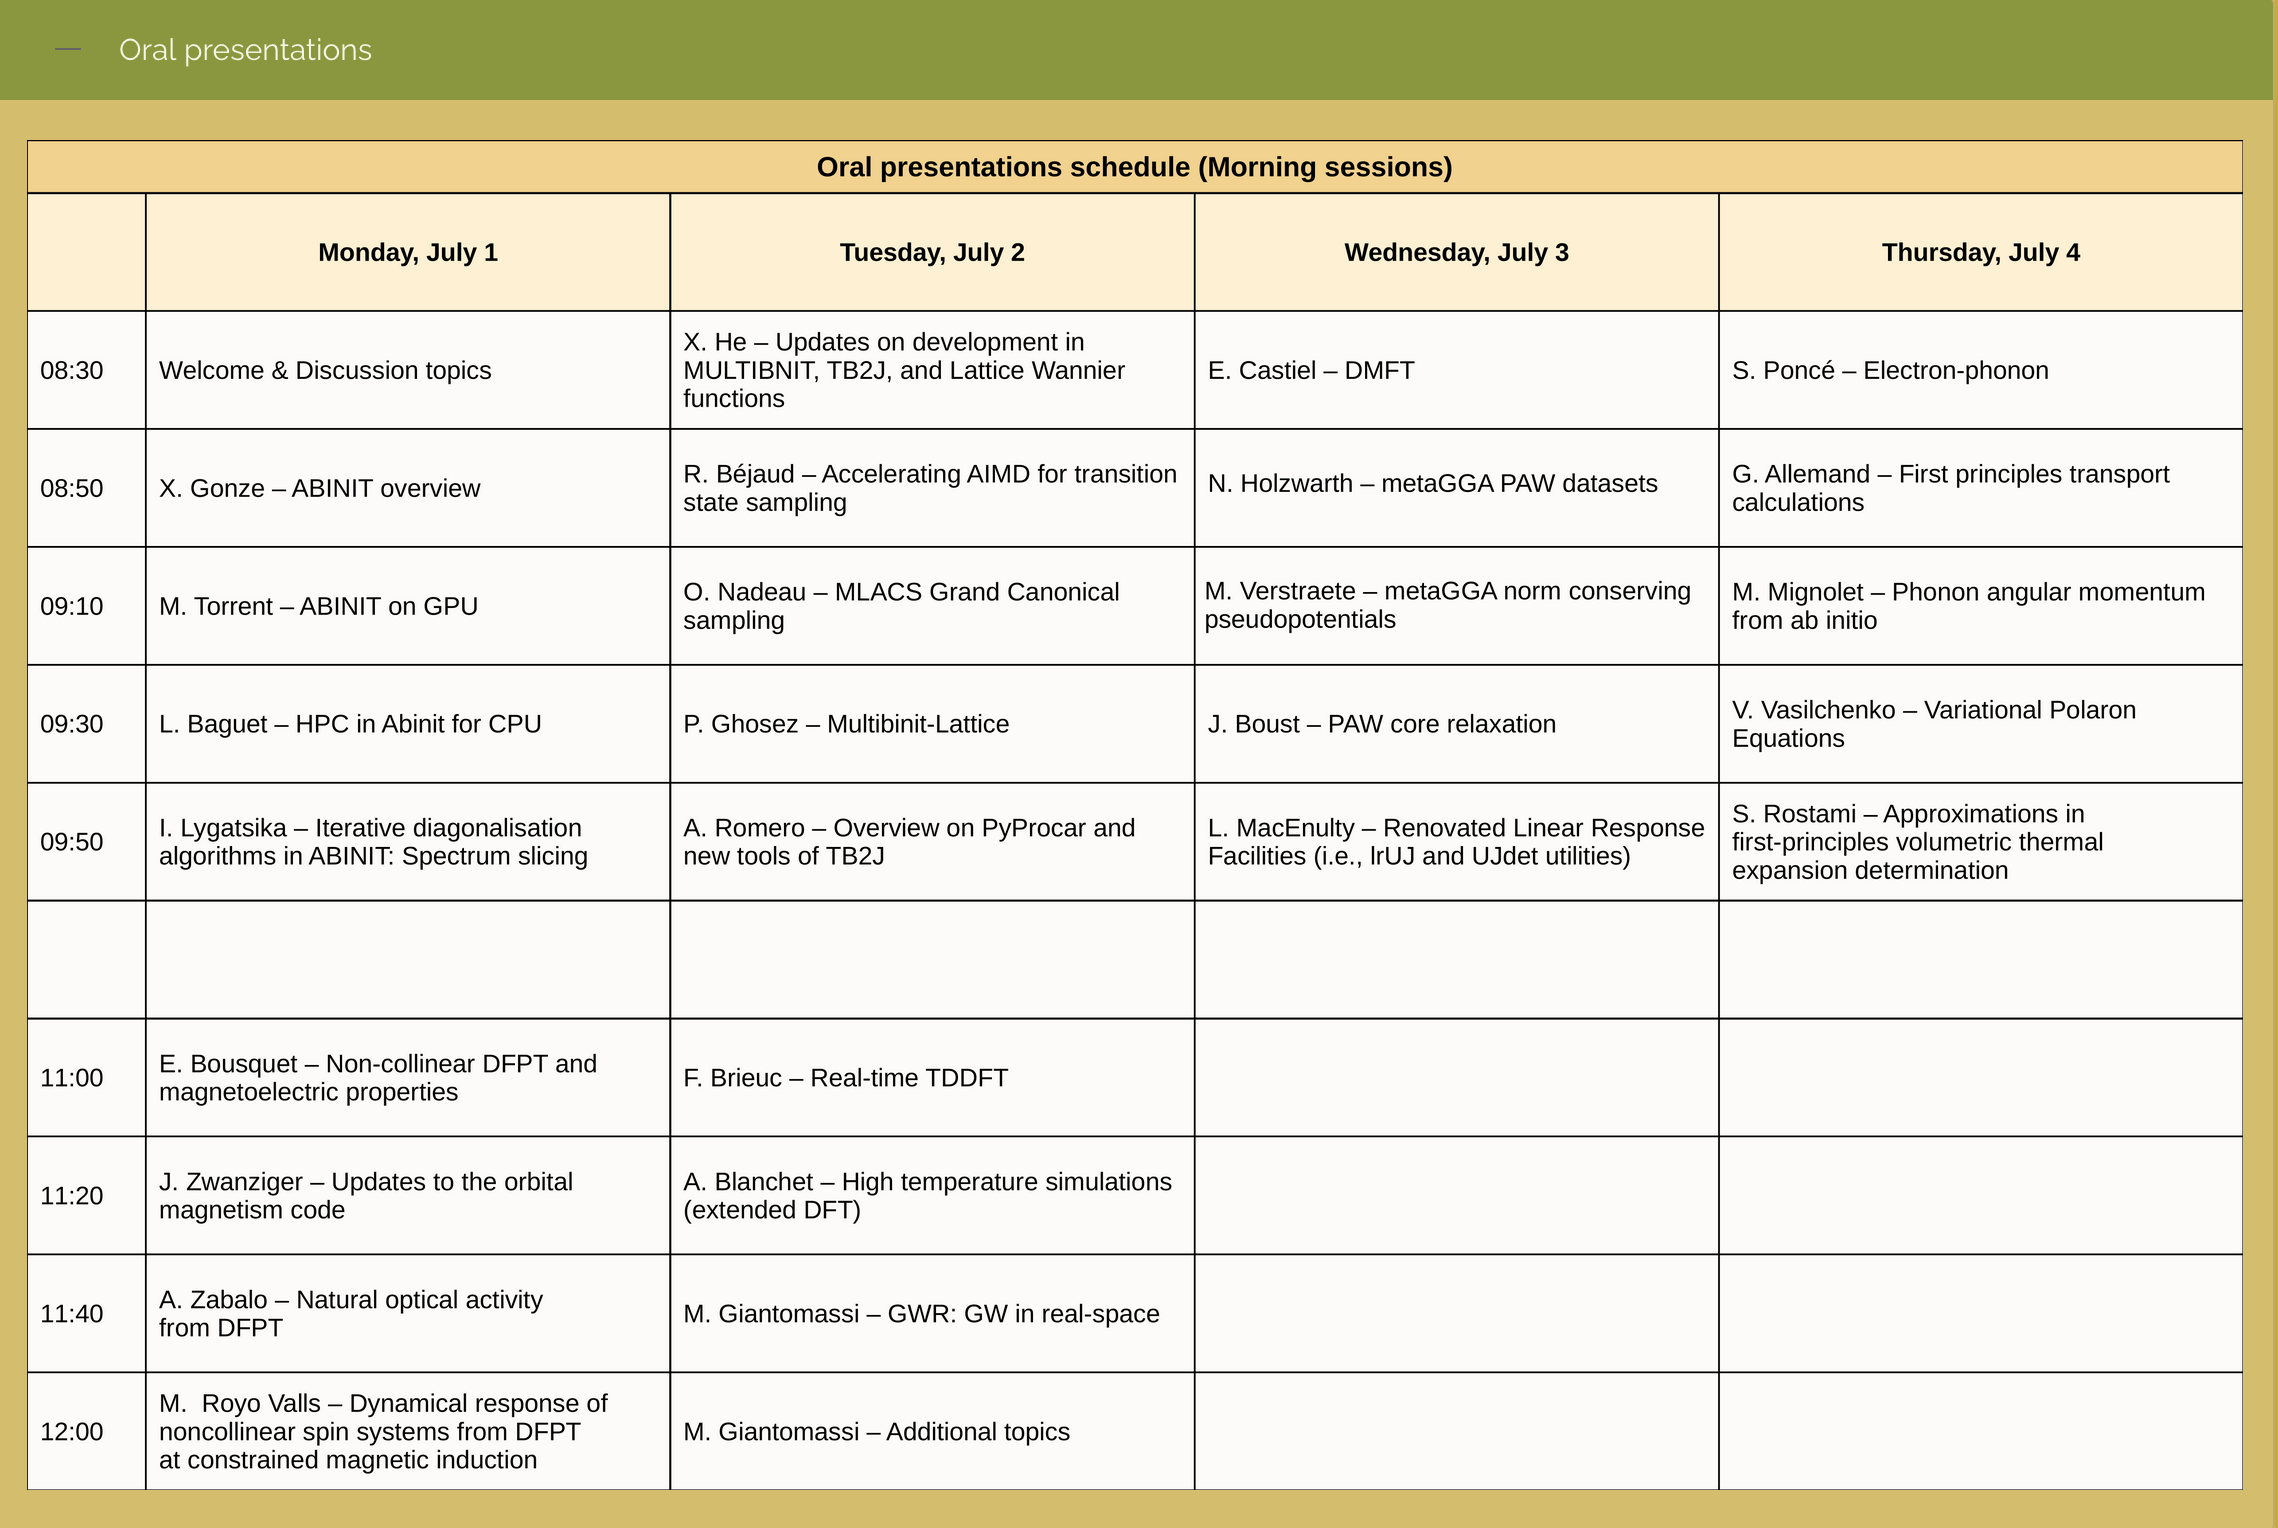 Oral presentations
Oral presentations schedule (Morning sessions)
Monday, July 1
Tuesday, July 2
Wednesday, July 3
Thursday, July 4
08:30
Welcome & Discussion topics
X. He – Updates on development in
MULTIBNIT, TB2J, and Lattice Wannier
functions
E. Castiel – DMFT
S. Poncé – Electron-phonon
08:50
X. Gonze – ABINIT overview
R. Béjaud – Accelerating AIMD for transition
state sampling
N. Holzwarth – metaGGA PAW datasets
G. Allemand – First principles transport
calculations
09:10
M. Torrent – ABINIT on GPU
O. Nadeau – MLACS Grand Canonical
sampling
M. Verstraete – metaGGA norm conserving
pseudopotentials
M. Mignolet – Phonon angular momentum
from ab initio
09:30
L. Baguet – HPC in Abinit for CPU
P. Ghosez – Multibinit-Lattice
J. Boust – PAW core relaxation
V. Vasilchenko – Variational Polaron
Equations
09:50
I. Lygatsika – Iterative diagonalisation
algorithms in ABINIT: Spectrum slicing
A. Romero – Overview on PyProcar and
new tools of TB2J
L. MacEnulty – Renovated Linear Response
Facilities (i.e., lrUJ and UJdet utilities)
S. Rostami – Approximations in
first-principles volumetric thermal
expansion determination
11:00
E. Bousquet – Non-collinear DFPT and
magnetoelectric properties
F. Brieuc – Real-time TDDFT
11:20
J. Zwanziger – Updates to the orbital
magnetism code
A. Blanchet – High temperature simulations
(extended DFT)
11:40
A. Zabalo – Natural optical activity
from DFPT
M. Giantomassi – GWR: GW in real-space
12:00
M.  Royo Valls – Dynamical response of
noncollinear spin systems from DFPT
at constrained magnetic induction
M. Giantomassi – Additional topics